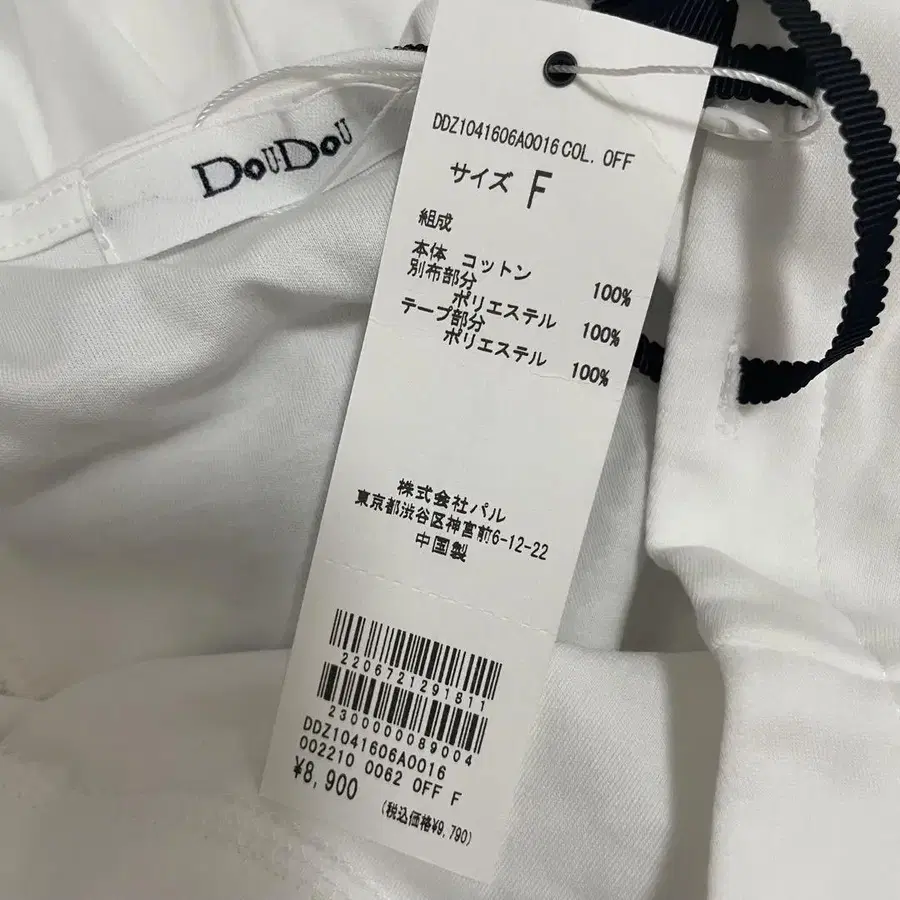 DouDou
DDZ1041606A0016 COL. OFF
サイズ F
組成
本体 コットン 100%
別布部分
ポリエステル 100%
テープ部分
ポリエステル 100%
株式会社パル
東京都渋谷区神宮前6-12-22
中国製
2206721291811
2300000089004
DDZ1041606A0016
002210 0062 OFF F
¥8,900
(税込価格¥9,790)